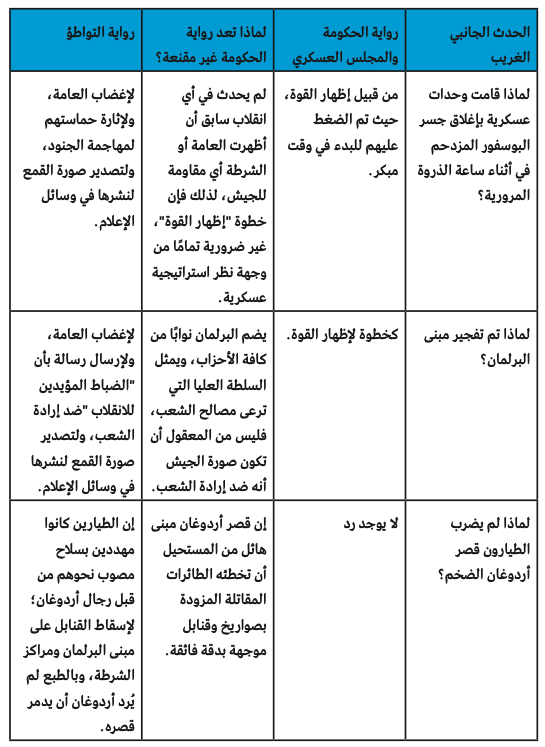 الحدث الجانبي
الغريب
رواية الحكومة
والمجلس العسكري
لماذا تعد رواية
الحكومة غير مقنعة؟
رواية التواطؤ
لماذا قامت وحدات
عسكرية بإغلاق جسر
البوسفور المزدحم
في أثناء ساعة الذروة
المرورية؟
من قبيل إظهار القوة،
حيث تم الضغط
عليهم للبدء في وقت
مبكر.
لم يحدث في أي
انقلاب سابق أن
أظهرت العامة أو
الشرطة أي مقاومة
للجيش، لذلك فإن
خطوة "إظهار القوة"،
غير ضرورية تمامًا من
وجهة نظر استراتيجية
عسكرية.
لإغضاب العامة،
ولإثارة حماستهم
لمهاجمة الجنود،
ولتصدير صورة القمع
لنشرها في وسائل
الإعلام.
لماذا تم تفجير مبنى
البرلمان؟
كخطوة لإظهار القوة.
يضم البرلمان نوابًا من
كافة الأحزاب، ويمثل
السلطة العليا التي
ترعى مصالح الشعب،
فليس من المعقول أن
تكون صورة الجيش
أنه ضد إرادة الشعب.
لإغضاب العامة،
ولإرسال رسالة بأن
"الضباط المؤيدين
للانقلاب "ضد إرادة
الشعب، ولتصدير
صورة القمع لنشرها
في وسائل الإعلام.
لماذا لم يضرب
الطيارون قصر
أردوغان الضخم؟
لا يوجد رد
إن قصر أردوغان مبنى
هائل من المستحيل
أن تخطئه الطائرات
المقاتلة المزودة
بصواريخ وقنابل
موجهة بدقة فائقة.
إن الطيارين كانوا
مهددين بسلاح
مصوب نحوهم من
قبل رجال أردوغان؛
لإسقاط القنابل على
مبنى البرلمان ومراكز
الشرطة، وبالطبع لم
يُرد أردوغان أن يدمر
قصره.